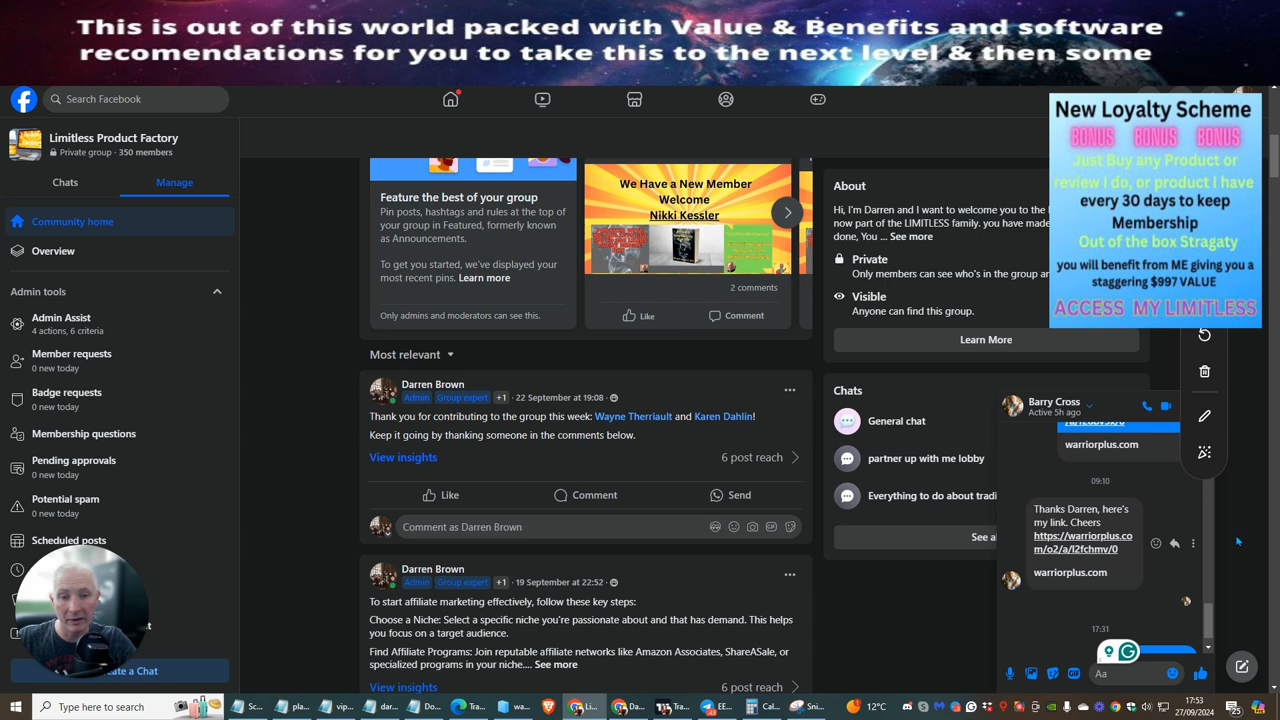 This is out of this world packed with Value & Benefits and software
recomendations for you to take this to the next level & then some
Search Facebook
Limitless Product Factory
Private group · 350 members
Chats
Manage
Community home
Overview
Admin tools
Admin Assist
4 actions, 6 criteria
Member requests
0 new today
Badge requests
0 new today
Membership questions
Pending approvals
0 new today
Potential spam
0 new today
Scheduled posts
Feature the best of your group
Pin posts, hashtags and rules at the top of
your group in Featured, formerly known
as Announcements.
To get you started, we've displayed your
most recent pins. Learn more
Only admins and moderators can see this.
We Have a New Member
Welcome
Nikki Kessler
2 comments
Like
Comment
Most relevant
Darren Brown
Admin
Group expert
+1 · 22 September at 19:08 ·
Thank you for contributing to the group this week: Wayne Therriault and Karen Dahlin!
Keep it going by thanking someone in the comments below.
View insights
6 post reach
Like
Comment
Send
Comment as Darren Brown
Darren Brown
Admin
Group expert
+1 · 19 September at 22:52 ·
To start affiliate marketing effectively, follow these key steps:
Choose a Niche: Select a specific niche you're passionate about and that has demand. This helps
you focus on a target audience.
Find Affiliate Programs: Join reputable affiliate networks like Amazon Associates, ShareASale, or
specialized programs in your niche.... See more
View insights
6 post reach
About
Hi, I'm Darren and I want to welcome you to the
now part of the LIMITLESS family. you have made
done, You ... See more
Private
Only members can see who's in the group
Visible
Anyone can find this group.
Learn More
Chats
General chat
partner up with me lobby
Everything to do about tradi
See al
New Loyalty Scheme
BONUS BONUS BONUS
Just Buy any Product or
review I do, or product I have
every 30 days to keep
Membership
Out of the box Stragaty
you will benefit from ME giving you a
staggering $997 VALUE
ACCESS MY LIMITLESS
Barry Cross
Active 5h ago
warriorplus.com
09:10
Thanks Darren, here's
my link. Cheers
https://warriorplus.co
m/o2/a/l2fchmv/0
warriorplus.com
17:31
Aa
Create a Chat
Type here to search
Sc...
pla...
vip...
dar...
Do...
Tra...
wa...
Li...
Da...
Tra...
EE...
Cal...
Sni...
12°C
17:53
27/09/2024